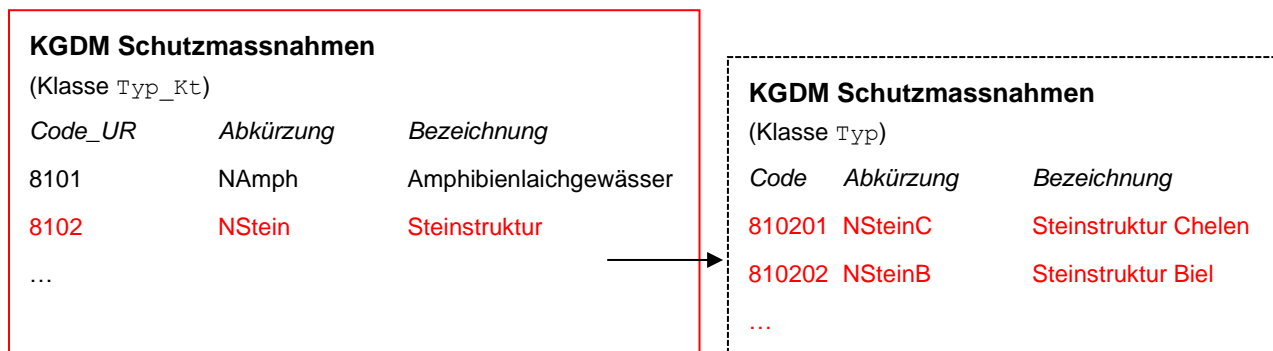 KGDM Schutzmassnahmen
(Klasse Typ_Kt)
Code_UR Abkürzung Bezeichnung
8101 NAmph Amphibienlaichgewässer
8102 NStein Steinstruktur
…
KGDM Schutzmassnahmen
(Klasse Typ)
Code Abkürzung Bezeichnung
810201 NSteinC Steinstruktur Chelen
810202 NSteinB Steinstruktur Biel
…